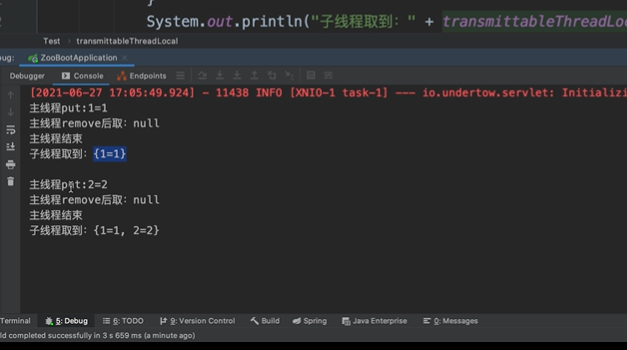 }
System.out.println("子线程取到：" + transmittableThreadLoc
Test › transmittableThreadLocal
ZooBootApplication ×
Debugger Console Endpoints
[2021-06-27 17:05:49.924] - 11438 INFO [XNIO-1 task-1] --- io.undertow.servlet: Initializi
主线程put:1=1
主线程remove后取：null
主线程结束
子线程取到：{1=1}
主线程put:2=2
主线程remove后取：null
主线程结束
子线程取到：{1=1, 2=2}
Terminal 5: Debug 6: TODO 9: Version Control Build Spring Java Enterprise 0: Messages
ld completed successfully in 3 s 659 ms (a minute ago)